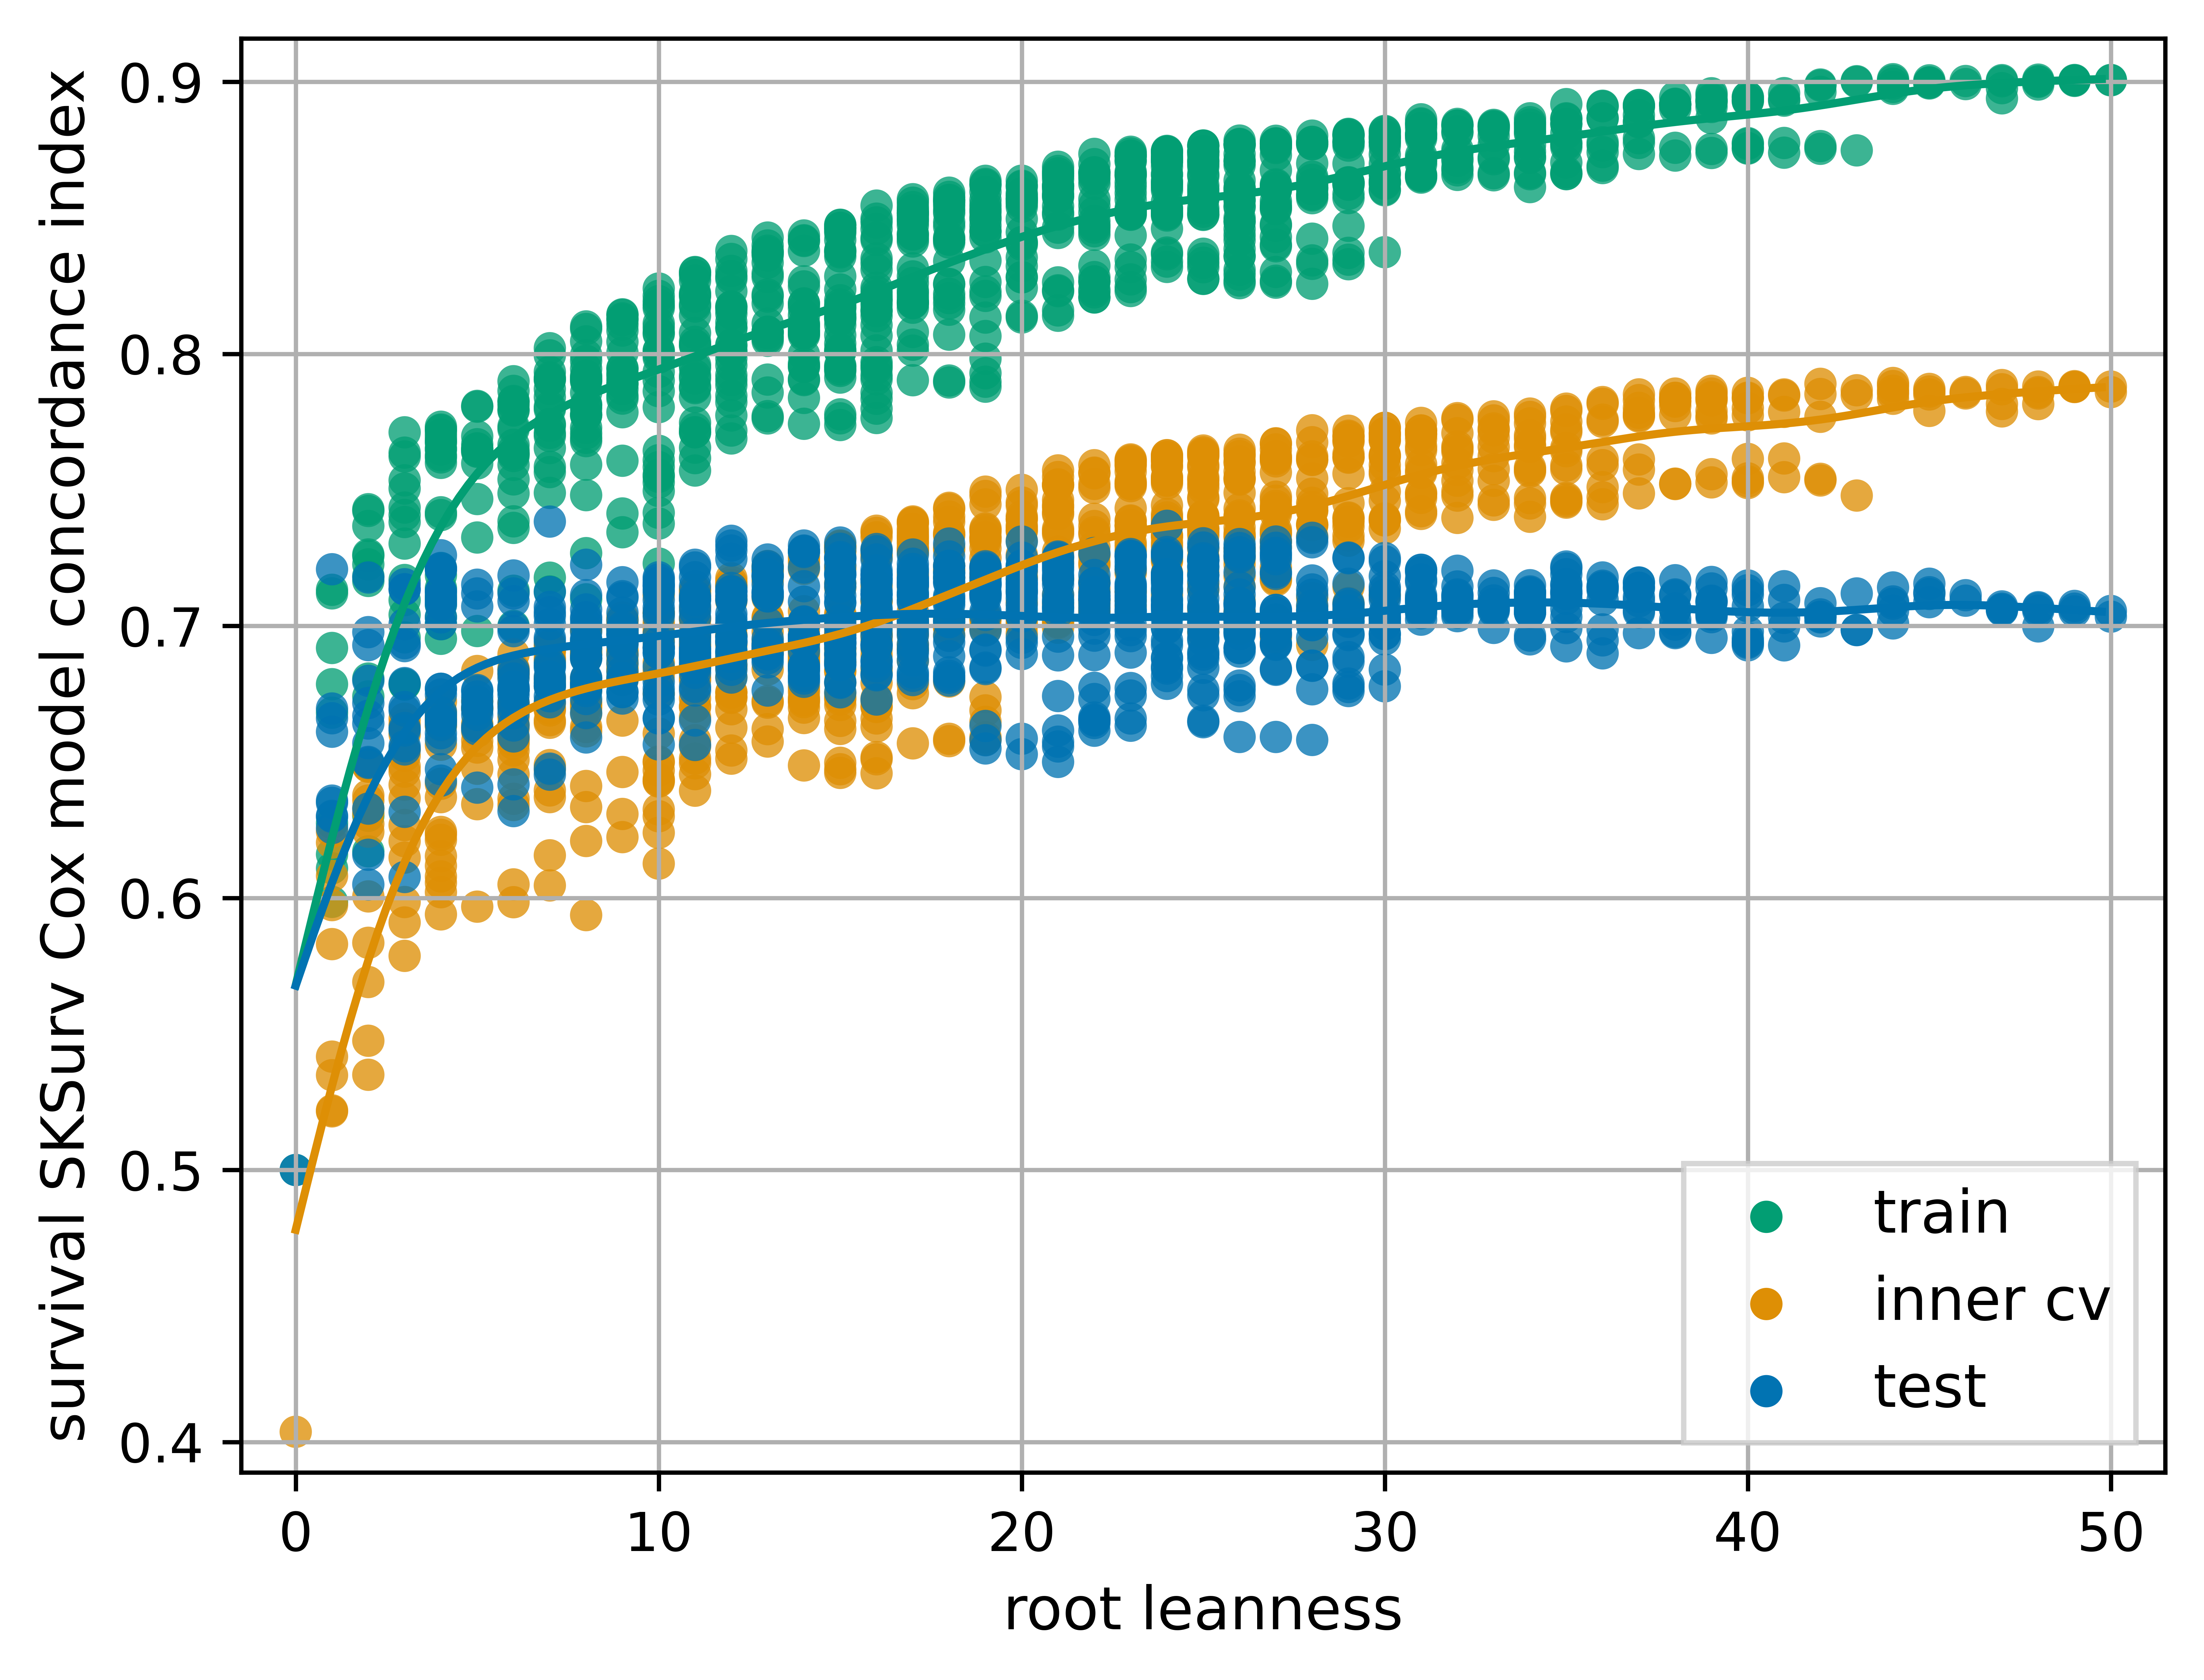 survival SKSurv Cox model concordance index
0.9
0.8
0.7
0.6
0.5
0.4
0
10
20
30
40
50
root leanness
train
inner cv
test